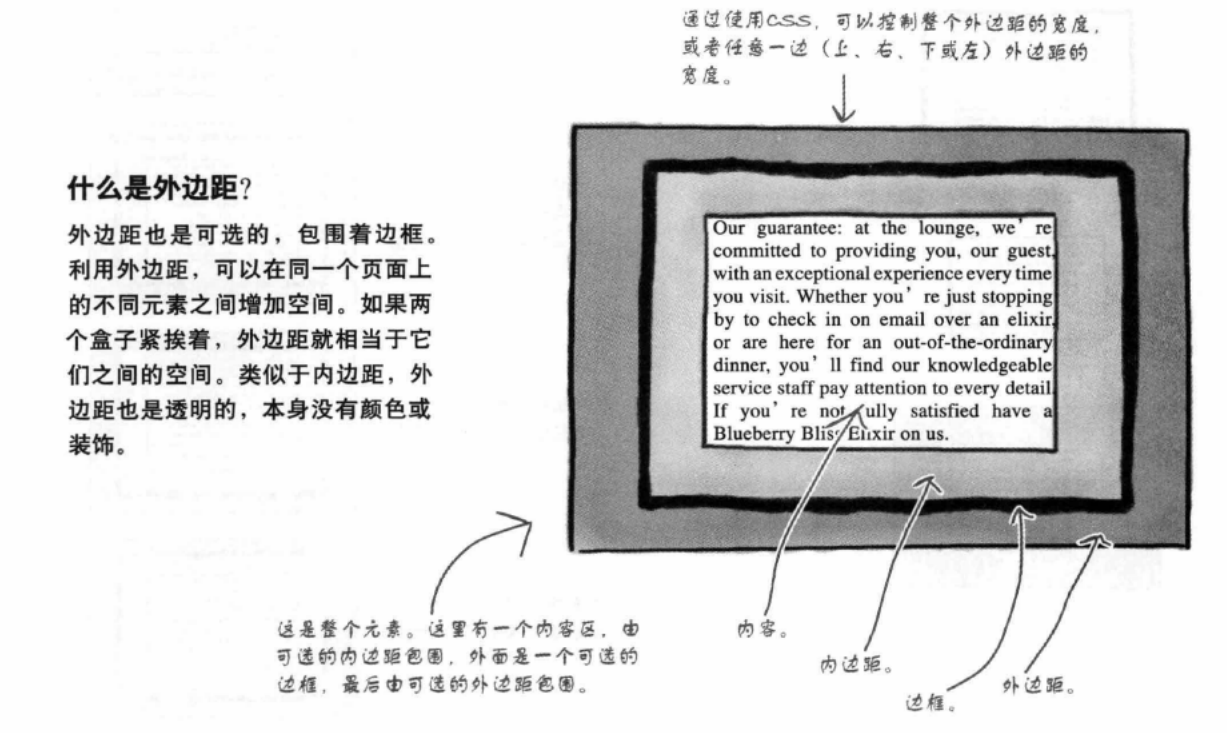 通过使用CSS，可以控制整个外边距的宽度，
或者任意一边（上、右、下或左）外边距的
宽度。
什么是外边距?
外边距也是可选的，包围着边框。
利用外边距，可以在同一个页面上
的不同元素之间增加空间。如果两
个盒子紧挨着，外边距就相当于它
们之间的空间。类似于内边距，外
边距也是透明的，本身没有颜色或
装饰。
Our guarantee: at the lounge, we’re
committed to providing you, our guest,
with an exceptional experience every time
you visit. Whether you’re just stopping
by to check in on email over an elixir,
or are here for an out-of-the-ordinary
dinner, you’ll find our knowledgeable
service staff pay attention to every detail.
If you’re not fully satisfied have a
Blueberry Bliss Elixir on us.
这是整个元素。这里有一个内容区，由
可选的内边距包围，外面是一个可选的
边框，最后由可选的外边距包围。
内容。
内边距。
边框。
外边距。